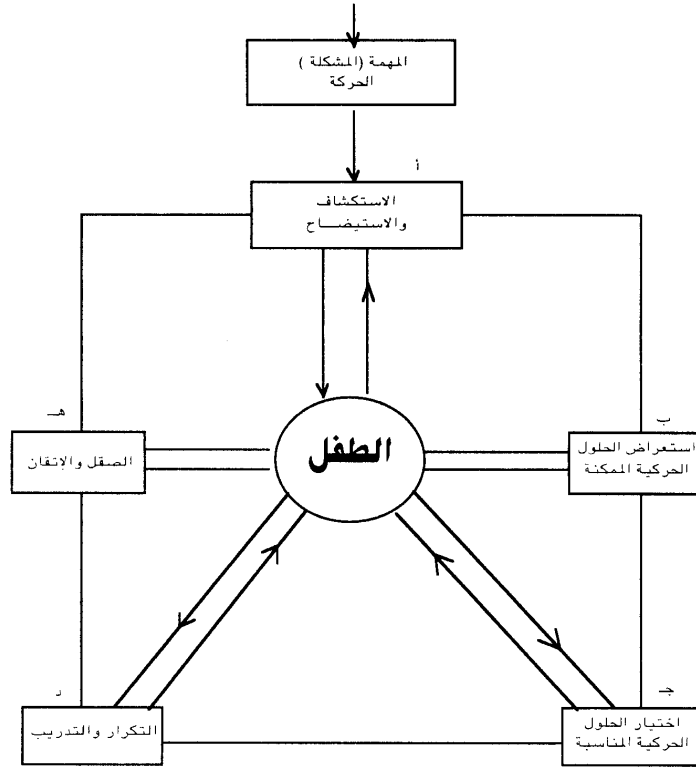 المهمة (المشكلة )
الحركة
أ
الاستكشاف
والاستيضـــاح
ب
استعراض الحلول
الحركية الممكنة
هـ
الصقل والإتقان
الطفل
جـ
اختيار الحلول
الحركية المناسبة
د
التكرار والتدريب